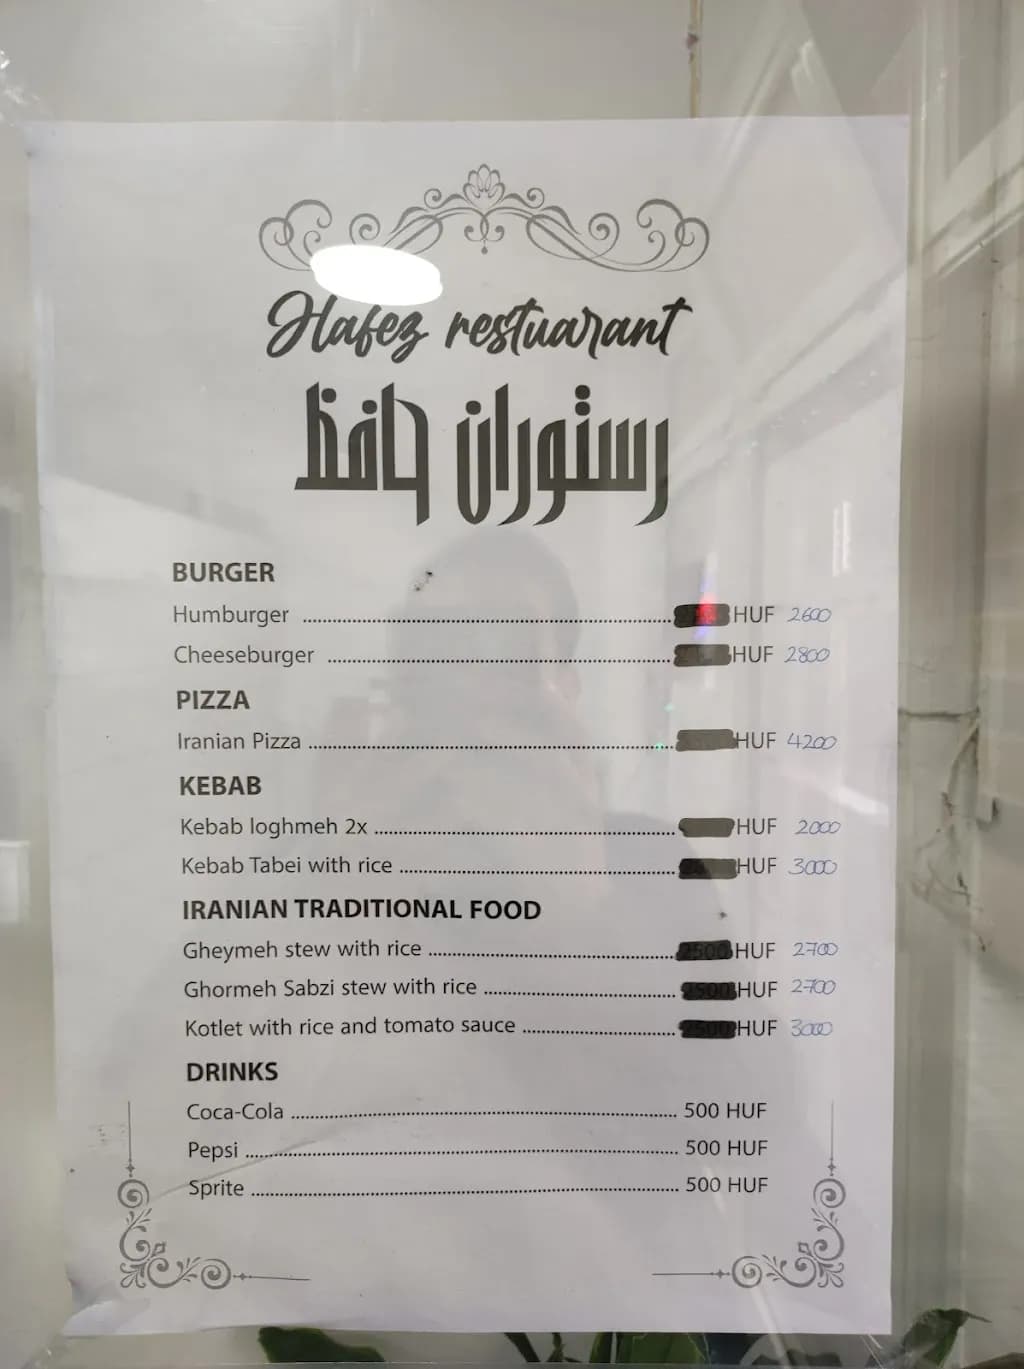 Hafez restuarant
رستوران حافظ
BURGER
Humburger ........ HUF 2600
Cheeseburger ........ HUF 2800
PIZZA
Iranian Pizza ........ HUF 4200
KEBAB
Kebab loghmeh 2x ........ HUF 2000
Kebab Tabei with rice ........ HUF 3000
IRANIAN TRADITIONAL FOOD
Gheymeh stew with rice ........ 2500 HUF 2700
Ghormeh Sabzi stew with rice ........ 2500 HUF 2700
Kotlet with rice and tomato sauce ........ 2500 HUF 3000
DRINKS
Coca-Cola ........ 500 HUF
Pepsi ........ 500 HUF
Sprite ........ 500 HUF